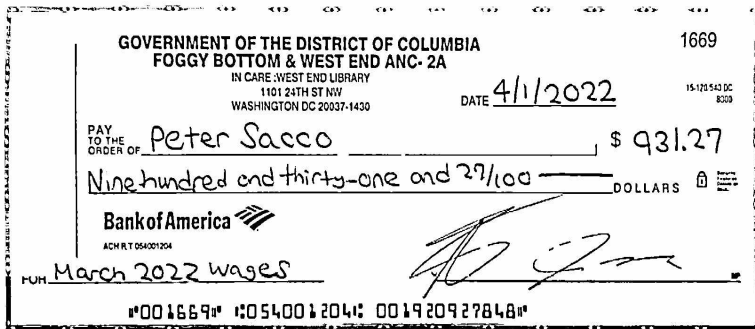 GOVERNMENT OF THE DISTRICT OF COLUMBIA
FOGGY BOTTOM & WEST END ANC- 2A
IN CARE :WEST END LIBRARY
1101 24TH ST NW
WASHINGTON DC 20037-1430
1669
DATE 4/1/2022
15-120/540 DC
PAY TO THE ORDER OF Peter Sacco $ 931.27
Nine hundred and thirty-one and 27/100 DOLLARS
Bank of America
ACH R/T 054001204
FOR March 2022 wages
⑈001669⑈ ⑆054001204⑆ 001920927848⑈